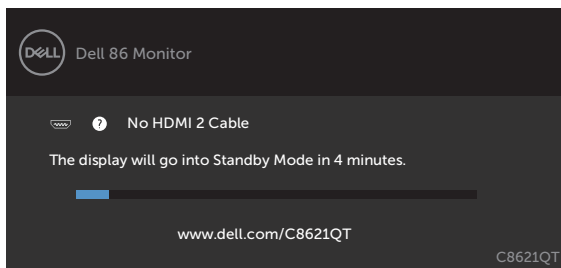 DELL
Dell 86 Monitor
? No HDMI 2 Cable
The display will go into Standby Mode in 4 minutes.
www.dell.com/C8621QT
C8621QT